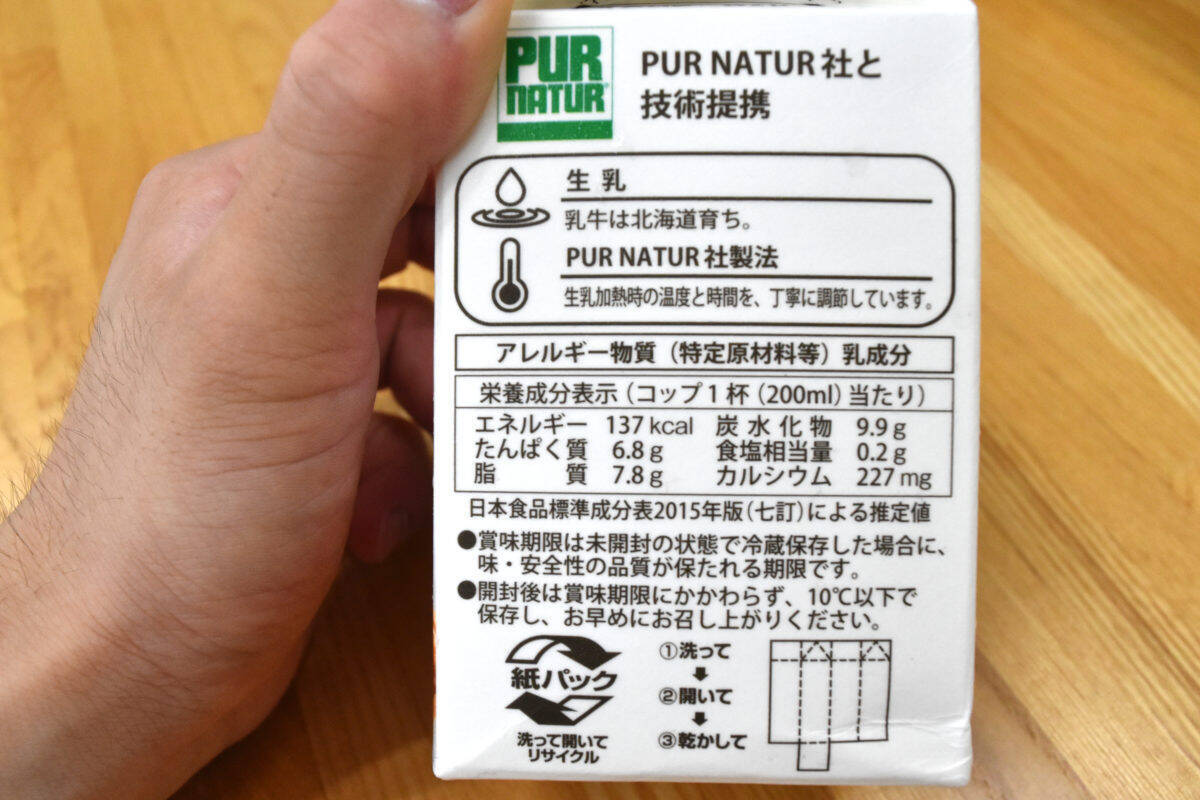 PUR
NATUR
PUR NATUR 社と
技術提携
生 乳
乳牛は北海道育ち。
PUR NATUR 社製法
生乳加熱時の温度と時間を、丁寧に調節しています。
アレルギー物質（特定原材料等）乳成分
栄養成分表示（コップ1杯（200ml）当たり）
エネルギー 137 kcal 炭水化物 9.9 g
たんぱく質 6.8 g 食塩相当量 0.2 g
脂 質 7.8 g カルシウム 227 mg
日本食品標準成分表2015年版（七訂）による推定値
●賞味期限は未開封の状態で冷蔵保存した場合に、
味・安全性の品質が保たれる期限です。
●開封後は賞味期限にかかわらず、10℃以下で
保存し、お早めにお召し上がりください。
紙パック
洗って開いて
リサイクル
①洗って
②開いて
③乾かして